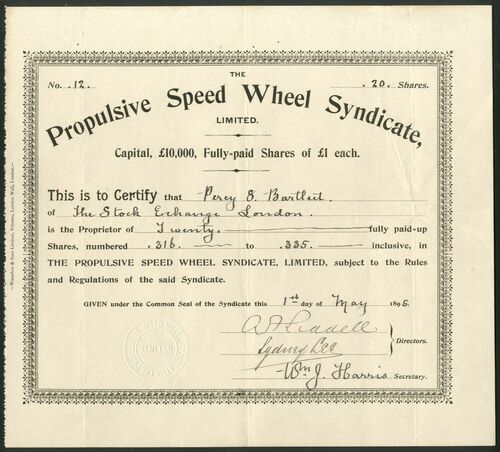 THE
No. .12. .20. Shares.
Propulsive Speed Wheel Syndicate,
LIMITED.
Capital, £10,000, Fully-paid Shares of £1 each.
This is to Certify that Percy S. Bartlett
of The Stock Exchange London.
is the Proprietor of Twenty. fully paid-up
Shares, numbered .316. to .335. inclusive, in
THE PROPULSIVE SPEED WHEEL SYNDICATE, LIMITED, subject to the Rules
and Regulations of the said Syndicate.
GIVEN under the Common Seal of the Syndicate this 1st day of May 1895.
Sydney Lee
Directors.
Wm J. Harris Secretary.
LIMITED